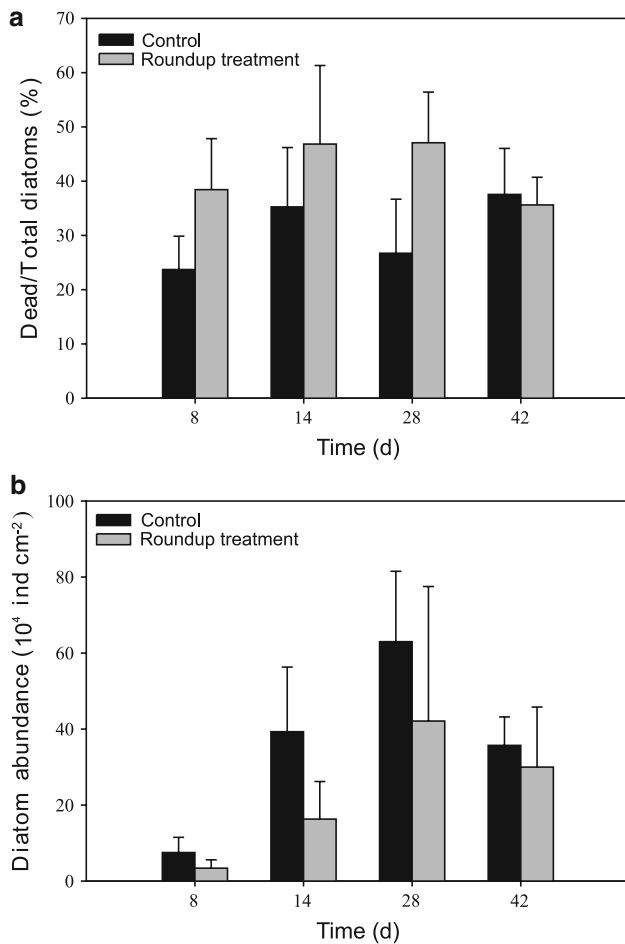 a
70
60
50
40
30
20
10
0
Dead/Total diatoms (%)
Control
Roundup treatment
8 14 28 42
Time (d)
b
100
80
60
40
20
0
Diatom abundance (10⁴ ind cm⁻²)
Control
Roundup treatment
8 14 28 42
Time (d)